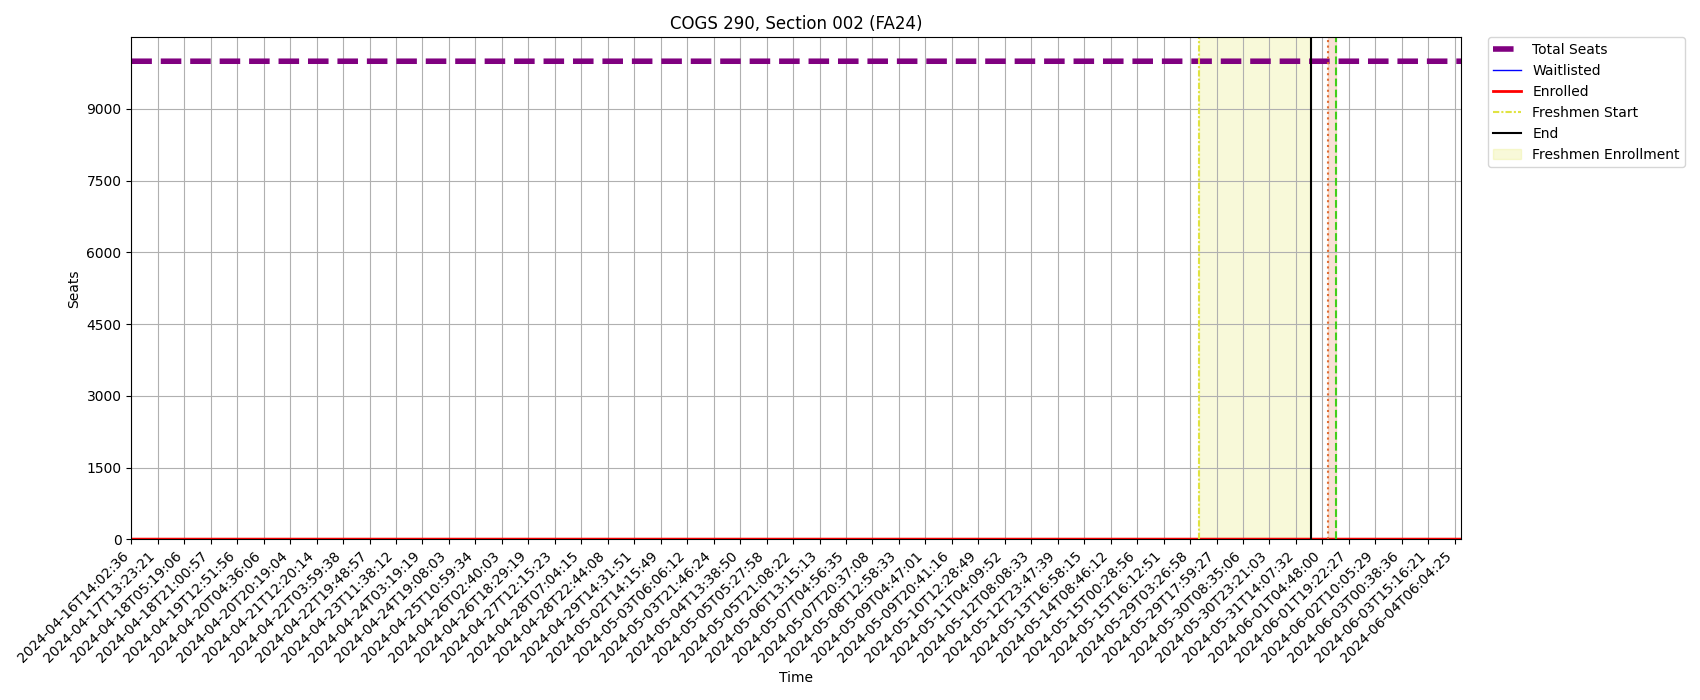 COGS 290, Section 002 (FA24)
Total Seats
Waitlisted
Enrolled
Freshmen Start
End
Freshmen Enrollment
Seats
9000
7500
6000
4500
3000
1500
0
2024-04-16T14:02:36
2024-04-17T13:23:21
2024-04-18T05:19:06
2024-04-18T21:00:57
2024-04-19T12:51:56
2024-04-20T04:36:06
2024-04-20T20:19:04
2024-04-21T12:20:14
2024-04-22T03:59:38
2024-04-22T19:48:57
2024-04-23T11:38:12
2024-04-24T03:19:19
2024-04-24T19:08:03
2024-04-25T10:59:34
2024-04-26T02:40:03
2024-04-26T18:29:19
2024-04-27T12:15:23
2024-04-28T07:04:15
2024-04-28T22:44:08
2024-04-29T14:31:51
2024-05-02T14:15:49
2024-05-03T06:06:12
2024-05-03T21:46:24
2024-05-04T13:38:50
2024-05-05T05:27:58
2024-05-05T21:08:22
2024-05-06T13:15:13
2024-05-07T04:56:35
2024-05-07T20:37:08
2024-05-08T12:58:33
2024-05-09T04:47:01
2024-05-09T20:41:16
2024-05-10T12:28:49
2024-05-11T04:09:52
2024-05-12T08:08:33
2024-05-12T23:47:39
2024-05-13T16:58:15
2024-05-14T08:46:12
2024-05-15T00:28:56
2024-05-15T16:12:51
2024-05-29T03:26:58
2024-05-29T17:59:27
2024-05-30T08:35:06
2024-05-30T23:21:03
2024-05-31T14:07:32
2024-06-01T04:48:00
2024-06-01T19:22:27
2024-06-02T10:05:29
2024-06-03T00:38:36
2024-06-03T15:16:21
2024-06-04T06:04:25
Time